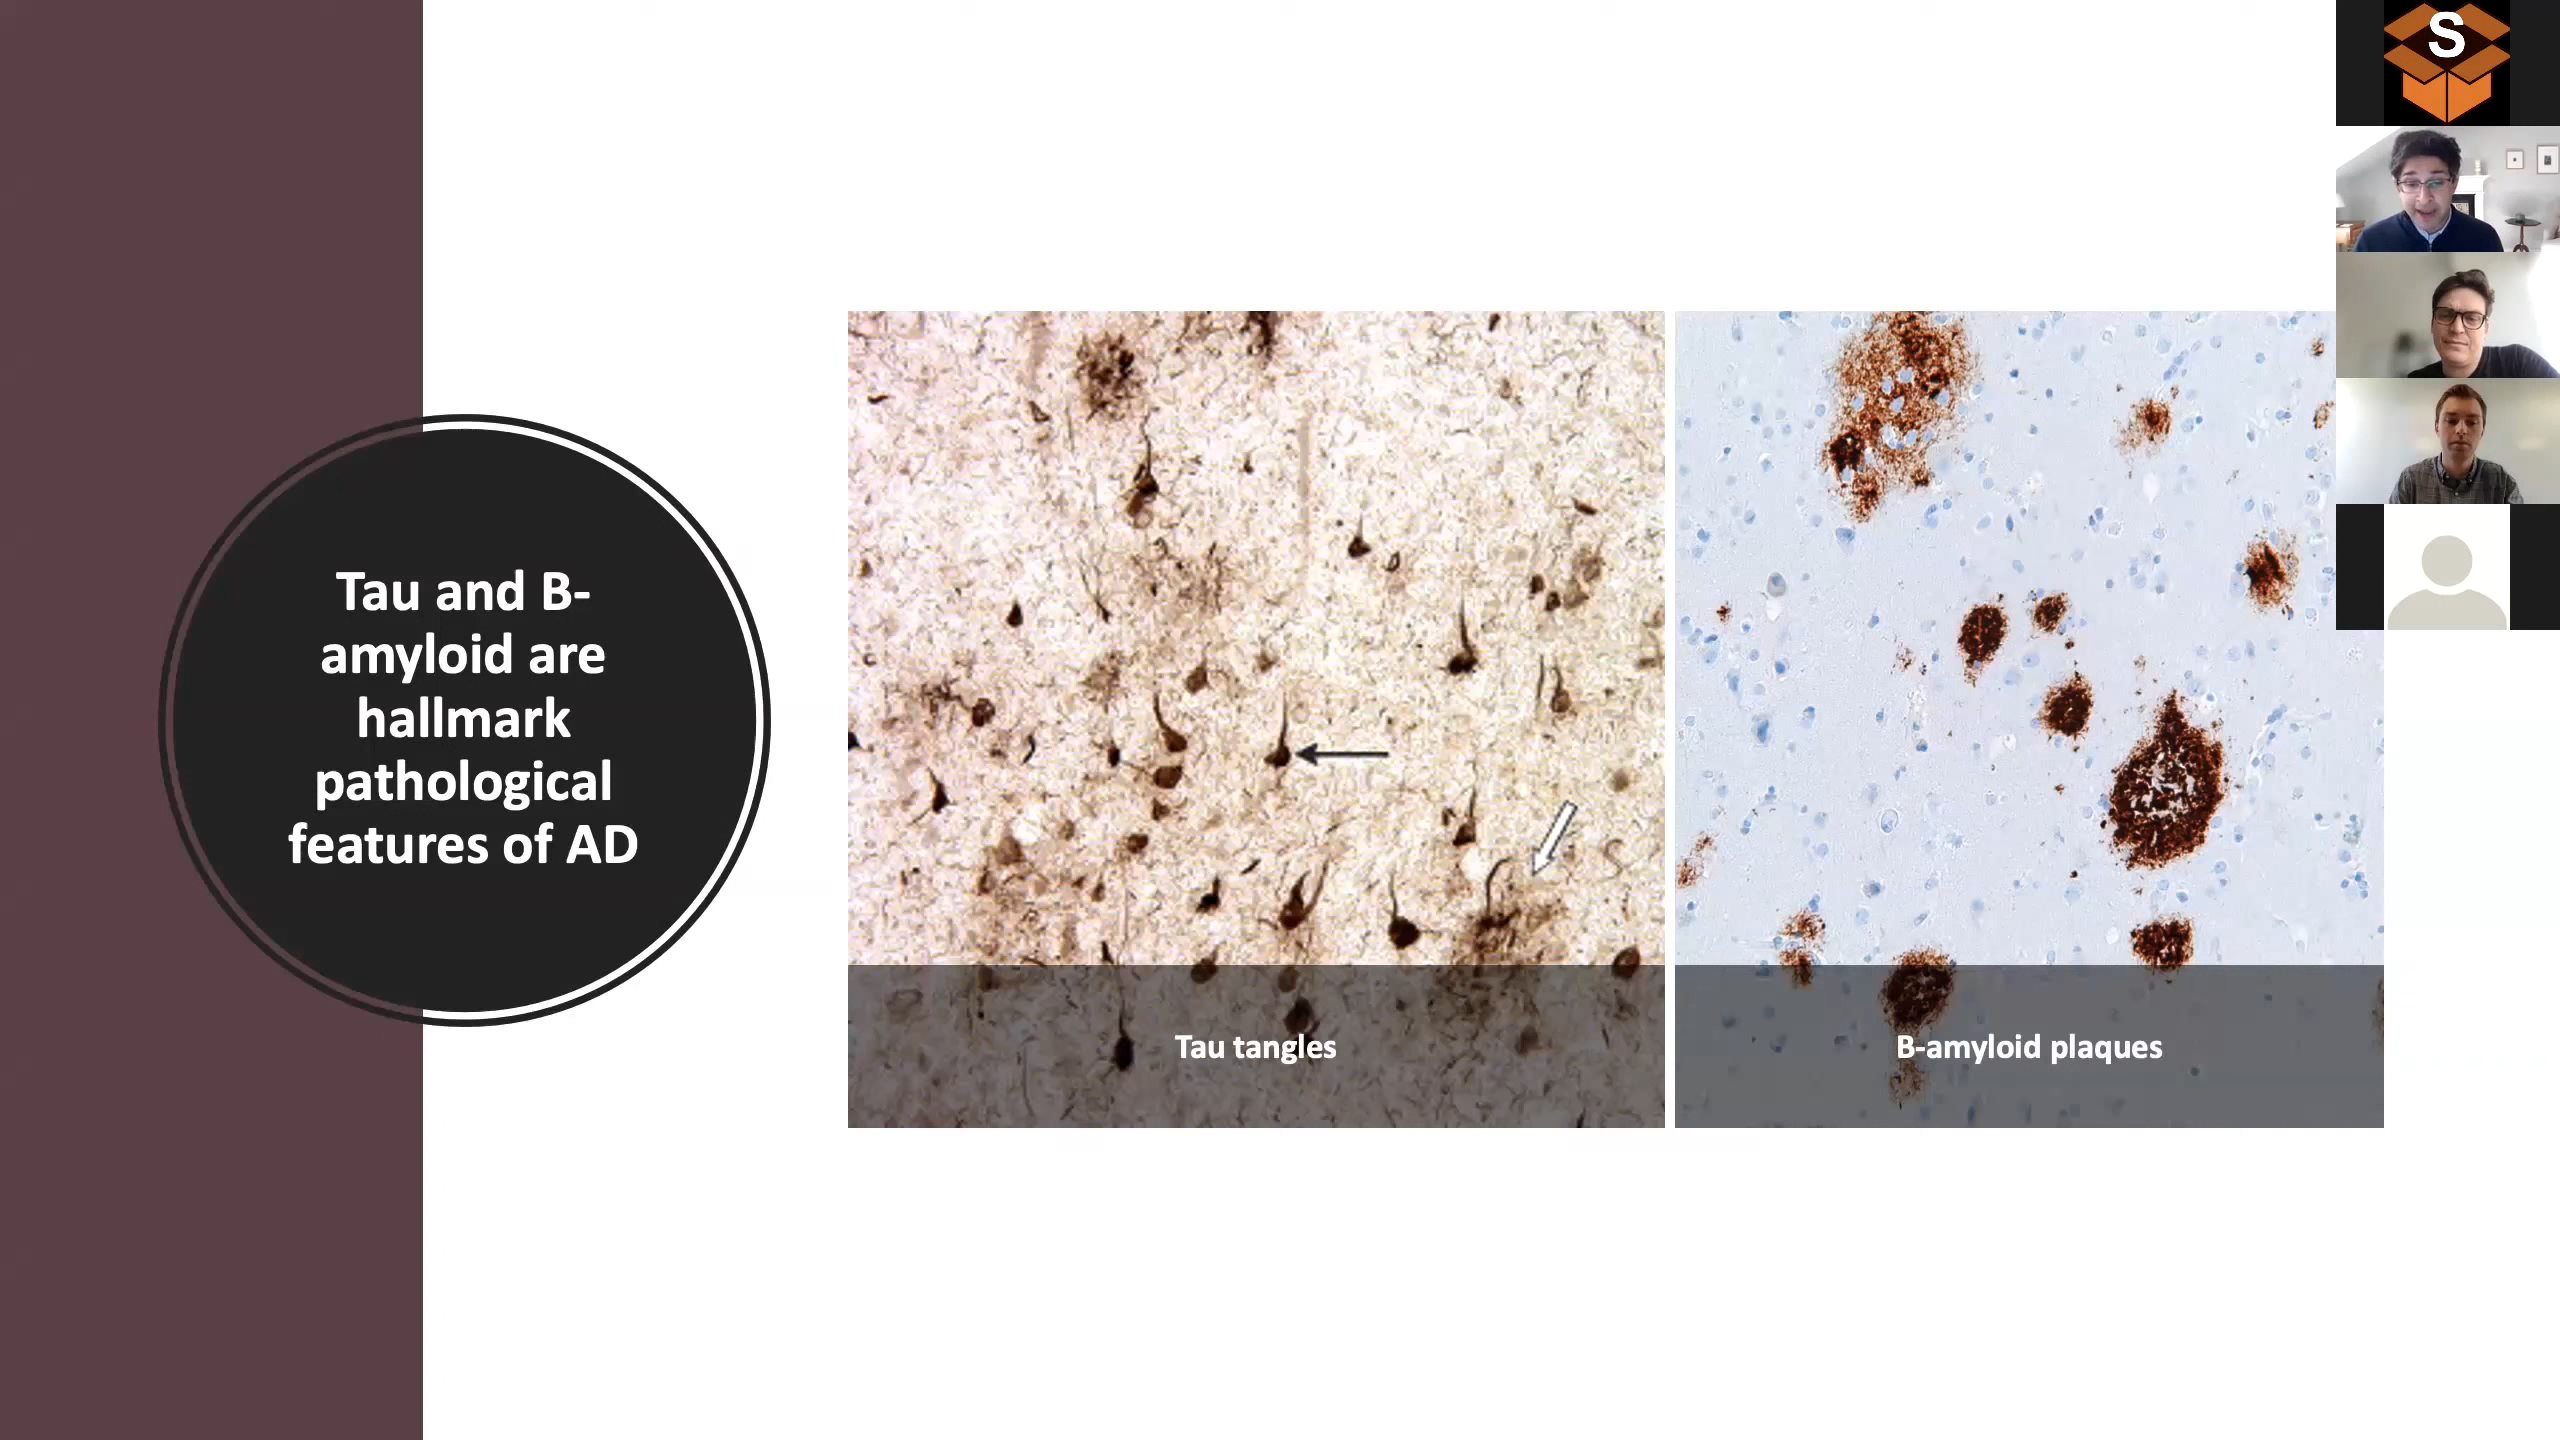 Tau and B-
amyloid are
hallmark
pathological
features of AD
Tau tangles
B-amyloid plaques
S